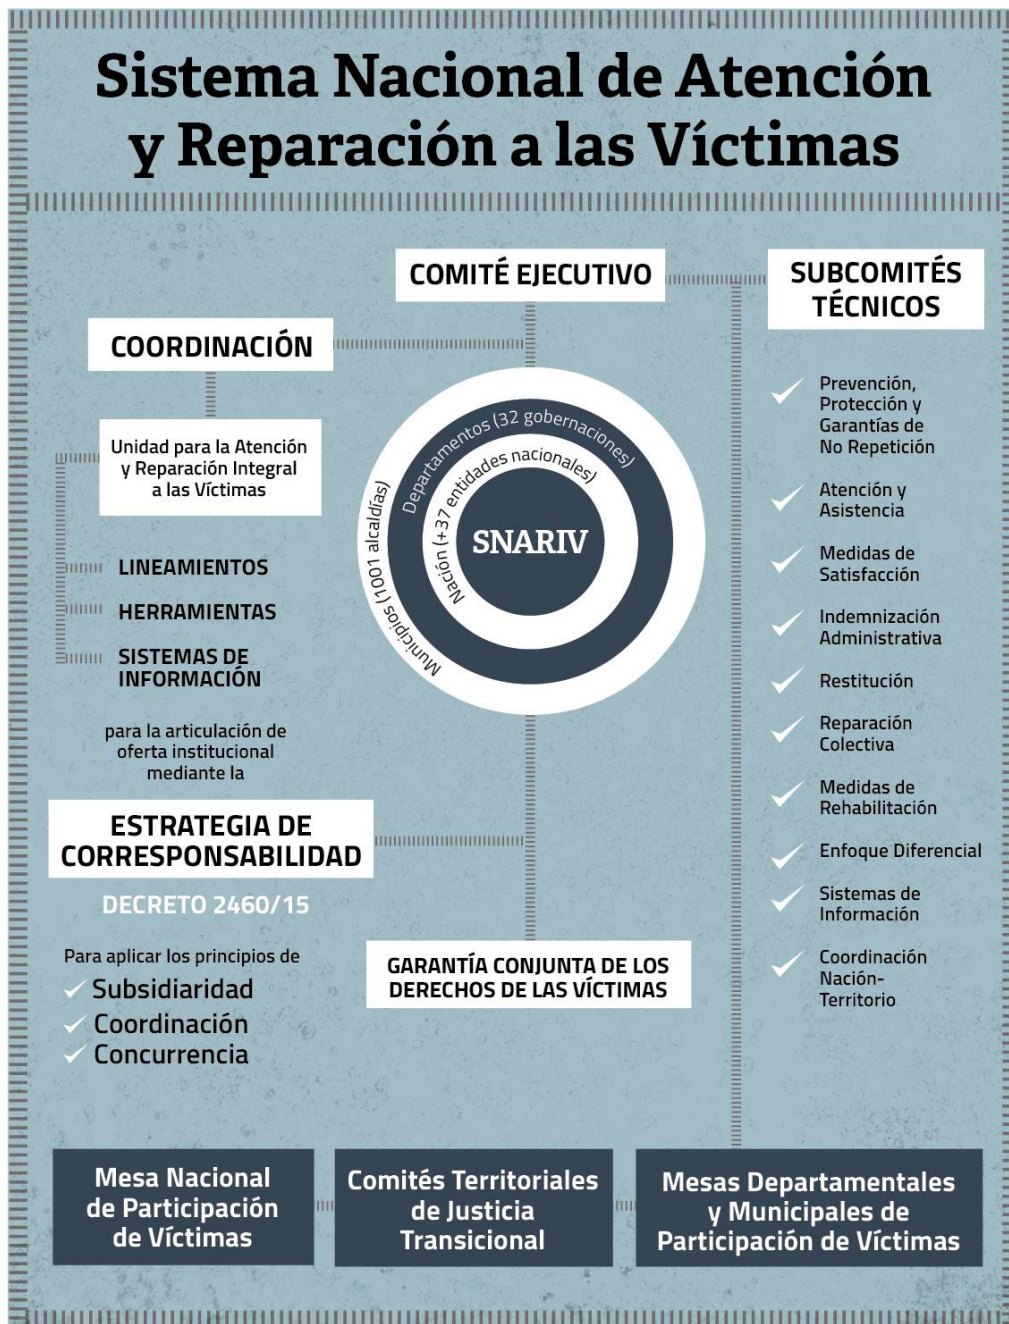 Sistema Nacional de Atención
y Reparación a las Víctimas
COMITÉ EJECUTIVO
SUBCOMITÉS
TÉCNICOS
COORDINACIÓN
Unidad para la Atención
y Reparación Integral
a las Víctimas
LINEAMIENTOS
HERRAMIENTAS
SISTEMAS DE
INFORMACIÓN
para la articulación de
oferta institucional
mediante la
ESTRATEGIA DE
CORRESPONSABILIDAD
DECRETO 2460/15
Para aplicar los principios de
Subsidiaridad
Coordinación
Concurrencia
Municipios (1001 alcaldías)
Departamentos (32 gobernaciones)
Nación (+37 entidades nacionales)
SNARIV
GARANTÍA CONJUNTA DE LOS
DERECHOS DE LAS VÍCTIMAS
Prevención,
Protección y
Garantías de
No Repetición
Atención y
Asistencia
Medidas de
Satisfacción
Indemnización
Administrativa
Restitución
Reparación
Colectiva
Medidas de
Rehabilitación
Enfoque Diferencial
Sistemas de
Información
Coordinación
Nación-
Territorio
Mesa Nacional
de Participación
de Víctimas
Comités Territoriales
de Justicia
Transicional
Mesas Departamentales
y Municipales de
Participación de Víctimas